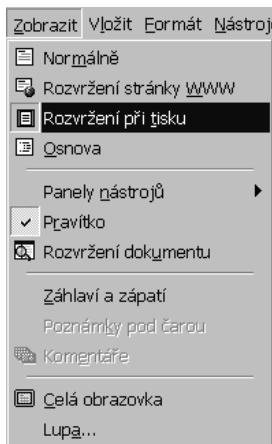 Zobrazit Vložit Formát Nástroj
Normálně
Rozvržení stránky WWW
Rozvržení při tisku
Osnova
Panely nástrojů
Pravítko
Rozvržení dokumentu
Záhlaví a zápatí
Poznámky pod čarou
Komentáře
Celá obrazovka
Lupa...